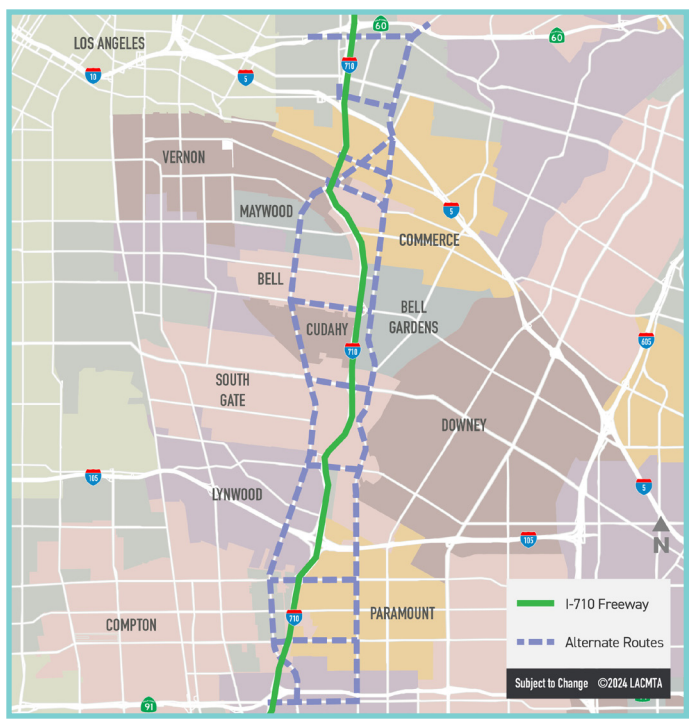 60
60
LOS ANGELES
710
10
5
VERNON
MAYWOOD
5
COMMERCE
BELL
BELL
GARDENS
CUDAHY
605
710
SOUTH
GATE
DOWNEY
105
LYNWOOD
5
N
105
I-710 Freeway
710
PARAMOUNT
COMPTON
Alternate Routes
Subject to Change ©2024 LACMTA
91